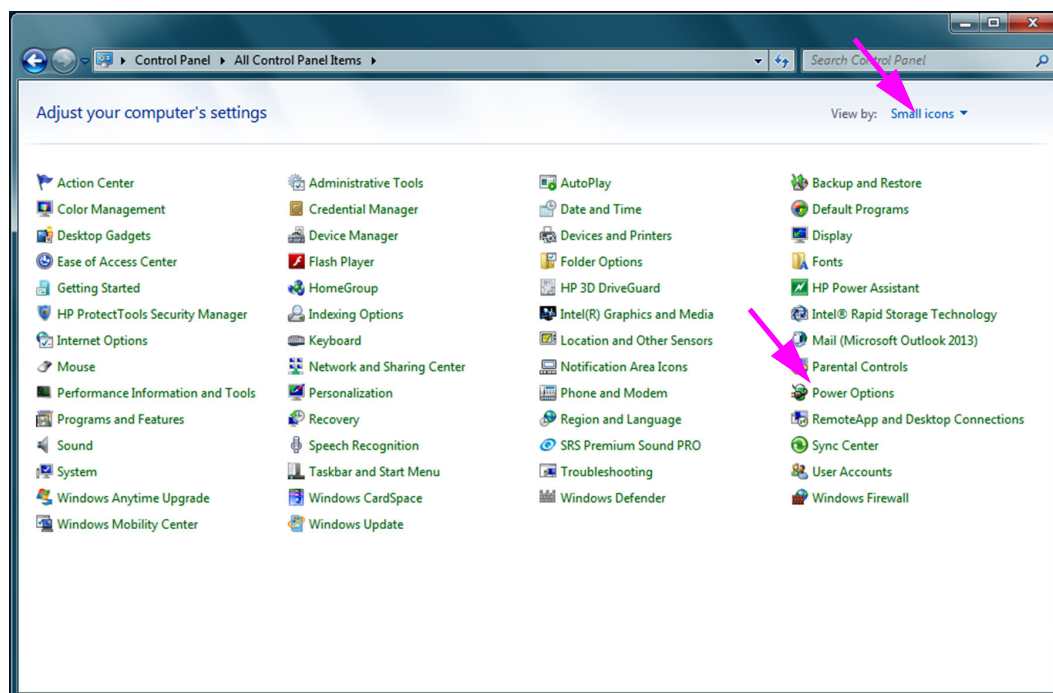 Control Panel All Control Panel Items Search Control Panel
Adjust your computer's settings View by: Small icons
Action Center Administrative Tools AutoPlay Backup and Restore
Color Management Credential Manager Date and Time Default Programs
Desktop Gadgets Device Manager Devices and Printers Display
Ease of Access Center Flash Player Folder Options Fonts
Getting Started HomeGroup HP 3D DriveGuard HP Power Assistant
HP ProtectTools Security Manager Indexing Options Intel(R) Graphics and Media Intel® Rapid Storage Technology
Internet Options Keyboard Location and Other Sensors Mail (Microsoft Outlook 2013)
Mouse Network and Sharing Center Notification Area Icons Parental Controls
Performance Information and Tools Personalization Phone and Modem Power Options
Programs and Features Recovery Region and Language RemoteApp and Desktop Connections
Sound Speech Recognition SRS Premium Sound PRO Sync Center
System Taskbar and Start Menu Troubleshooting User Accounts
Windows Anytime Upgrade Windows CardSpace Windows Defender Windows Firewall
Windows Mobility Center Windows Update